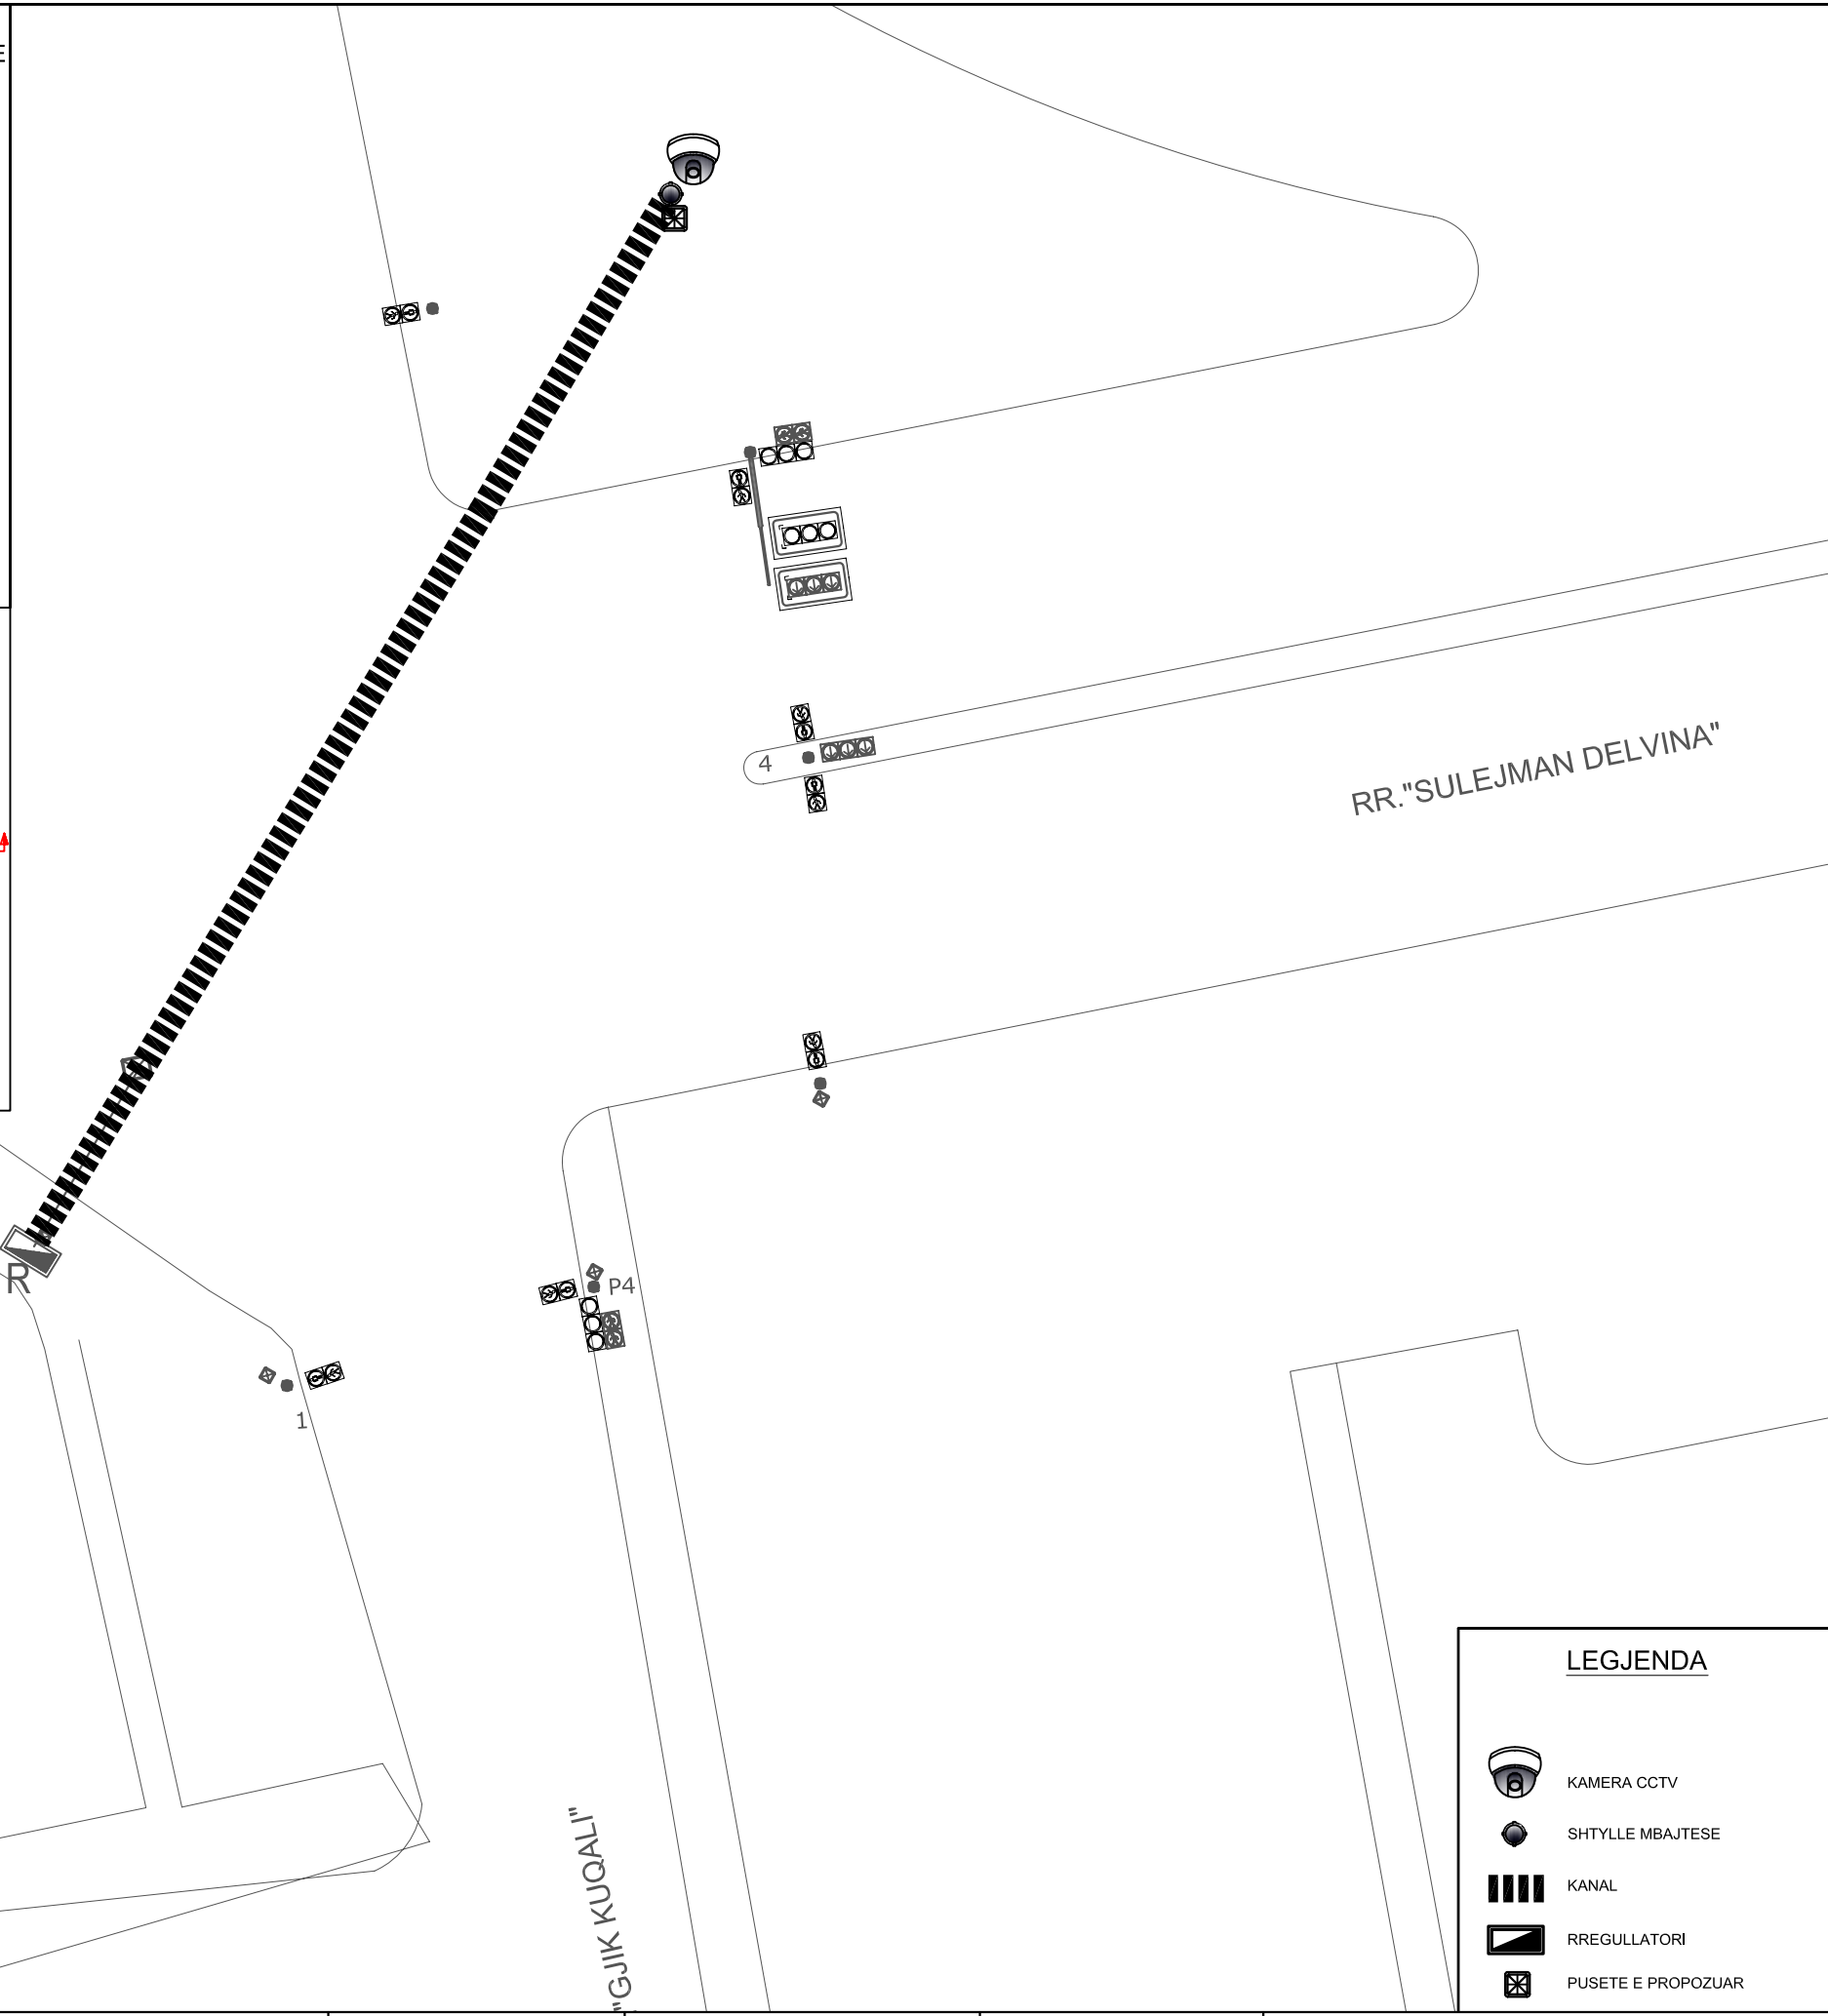 E
4
RR."SULEJMAN DELVINA"
R
P4
1
"GJIK KUQALI"
LEGJENDA
KAMERA CCTV
SHTYLLE MBAJTESE
KANAL
RREGULLATORI
PUSETE E PROPOZUAR